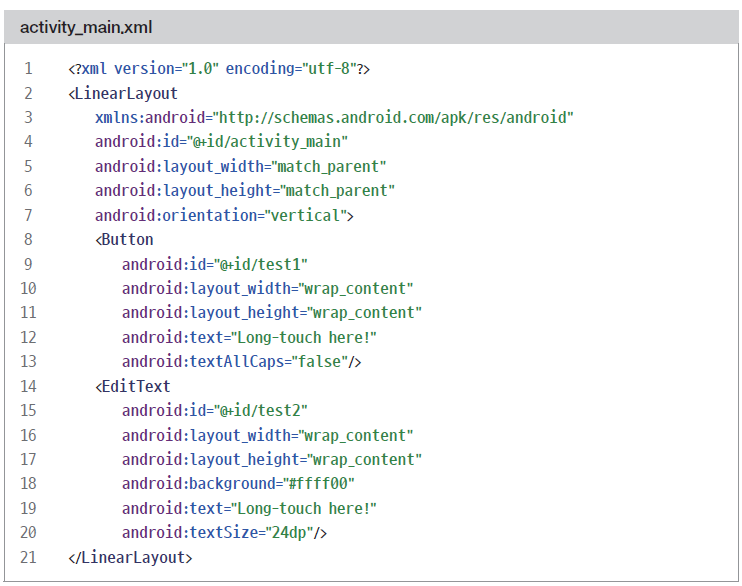 activity_main.xml
1 <?xml version="1.0" encoding="utf-8"?>
2 <LinearLayout
3 xmlns:android="http://schemas.android.com/apk/res/android"
4 android:id="@+id/activity_main"
5 android:layout_width="match_parent"
6 android:layout_height="match_parent"
7 android:orientation="vertical">
8 <Button
9 android:id="@+id/test1"
10 android:layout_width="wrap_content"
11 android:layout_height="wrap_content"
12 android:text="Long-touch here!"
13 android:textAllCaps="false"/>
14 <EditText
15 android:id="@+id/test2"
16 android:layout_width="wrap_content"
17 android:layout_height="wrap_content"
18 android:background="#ffff00"
19 android:text="Long-touch here!"
20 android:textSize="24dp"/>
21 </LinearLayout>